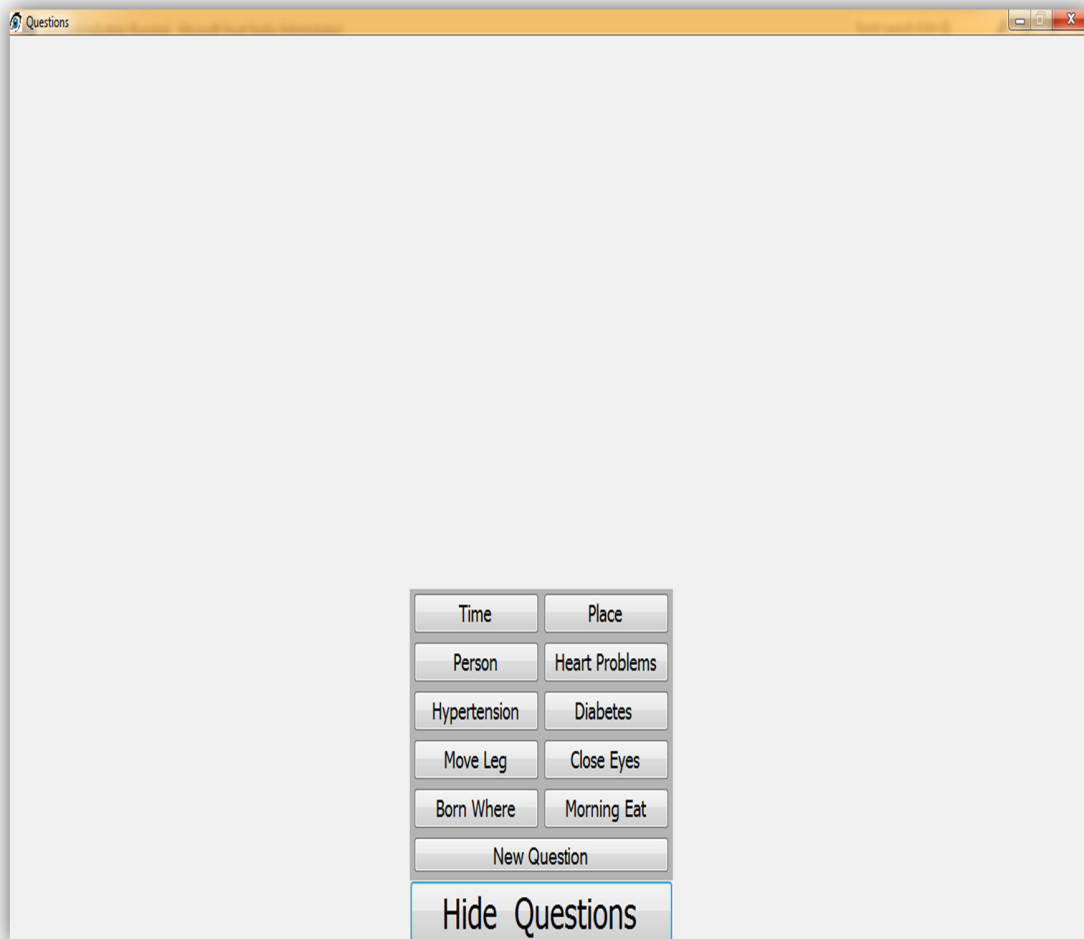 Questions
Time Place
Person Heart Problems
Hypertension Diabetes
Move Leg Close Eyes
Born Where Morning Eat
New Question
Hide Questions